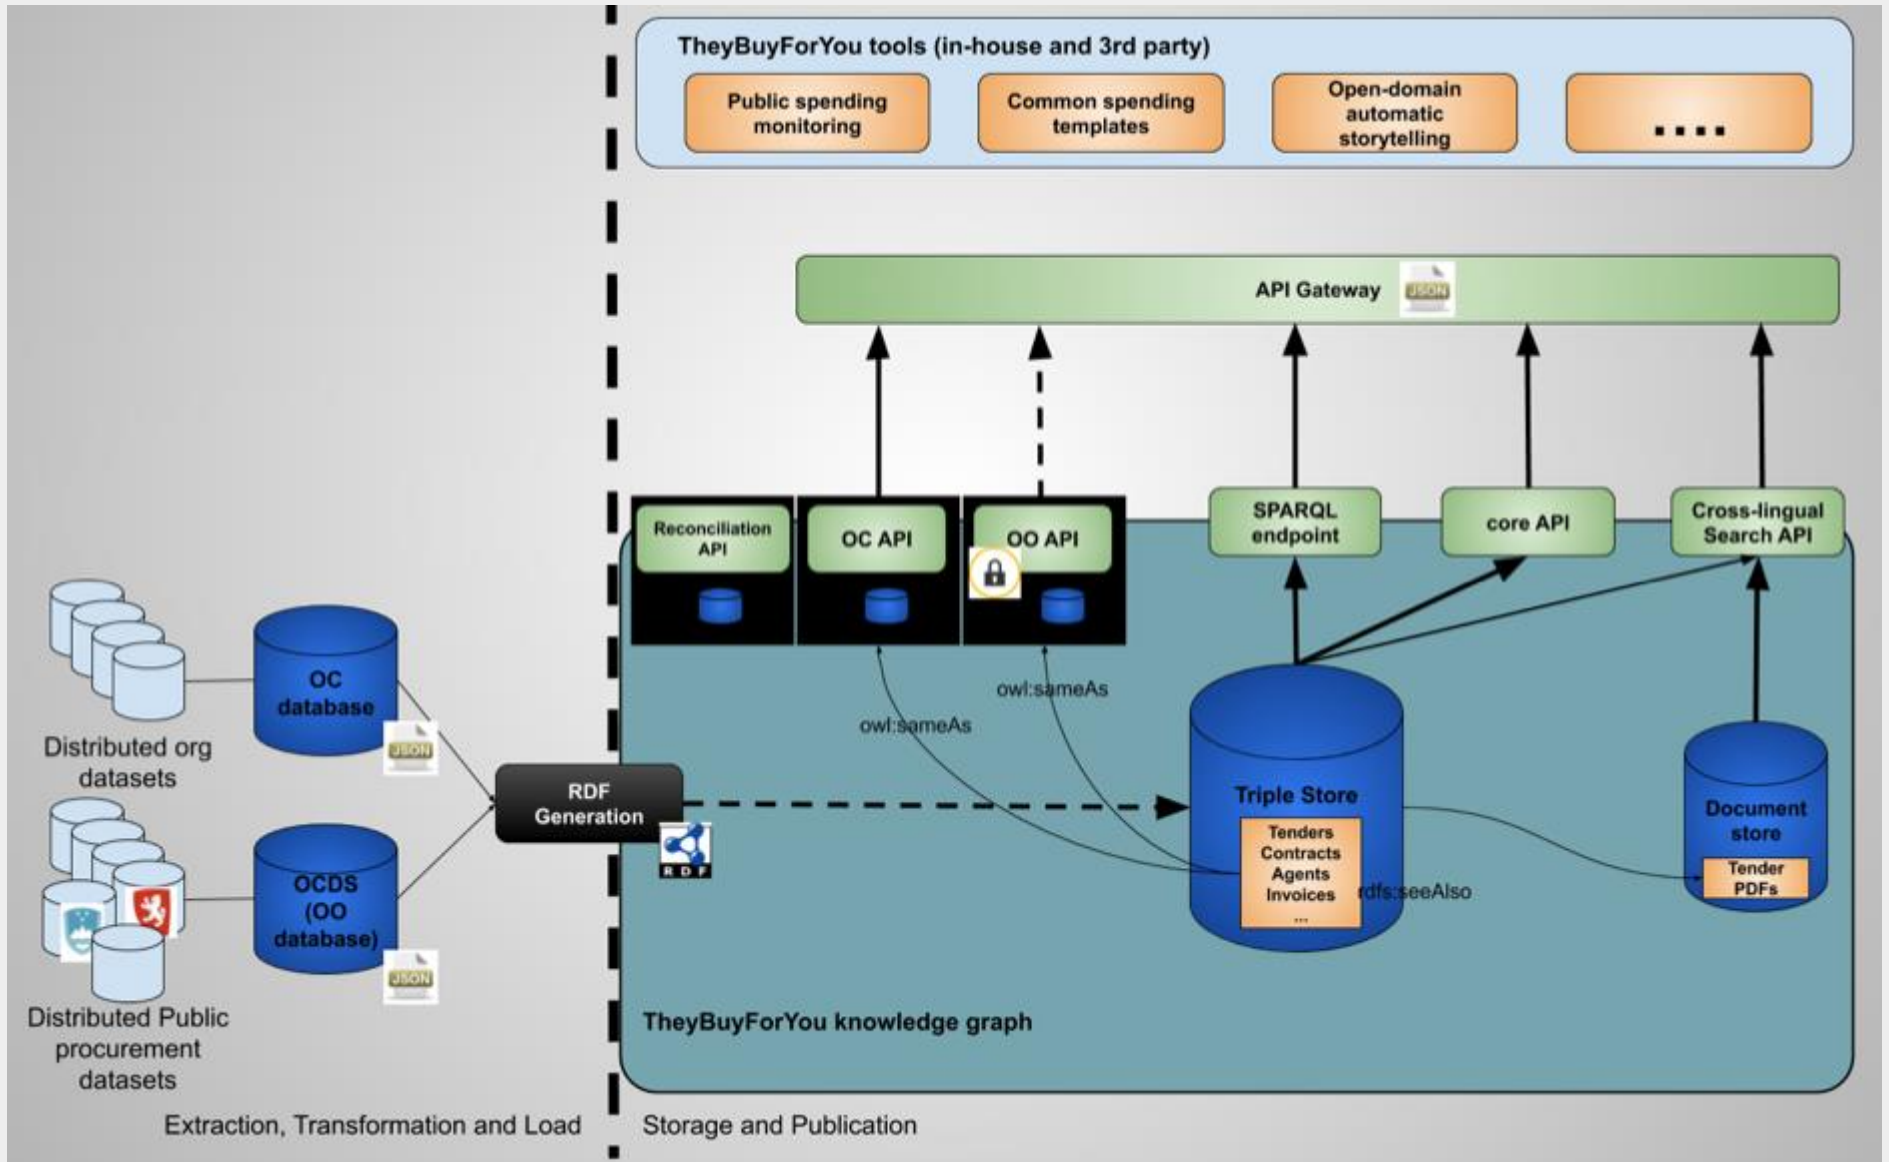 TheyBuyForYou tools (in-house and 3rd party)
Public spending
monitoring
Common spending
templates
Open-domain
automatic
storytelling
....
API Gateway
JSON
Reconciliation
API
OC API
OO API
SPARQL
endpoint
core API
Cross-lingual
Search API
owl:sameAs
owl:sameAs
OC
database
JSON
Distributed org
datasets
RDF
Generation
RDF
OCDS
(OO
database)
JSON
Distributed Public
procurement
datasets
Triple Store
Tenders
Contracts
Agents
Invoices
...
rdfs:seeAlso
Document
store
Tender
PDFs
TheyBuyForYou knowledge graph
Extraction, Transformation and Load
Storage and Publication